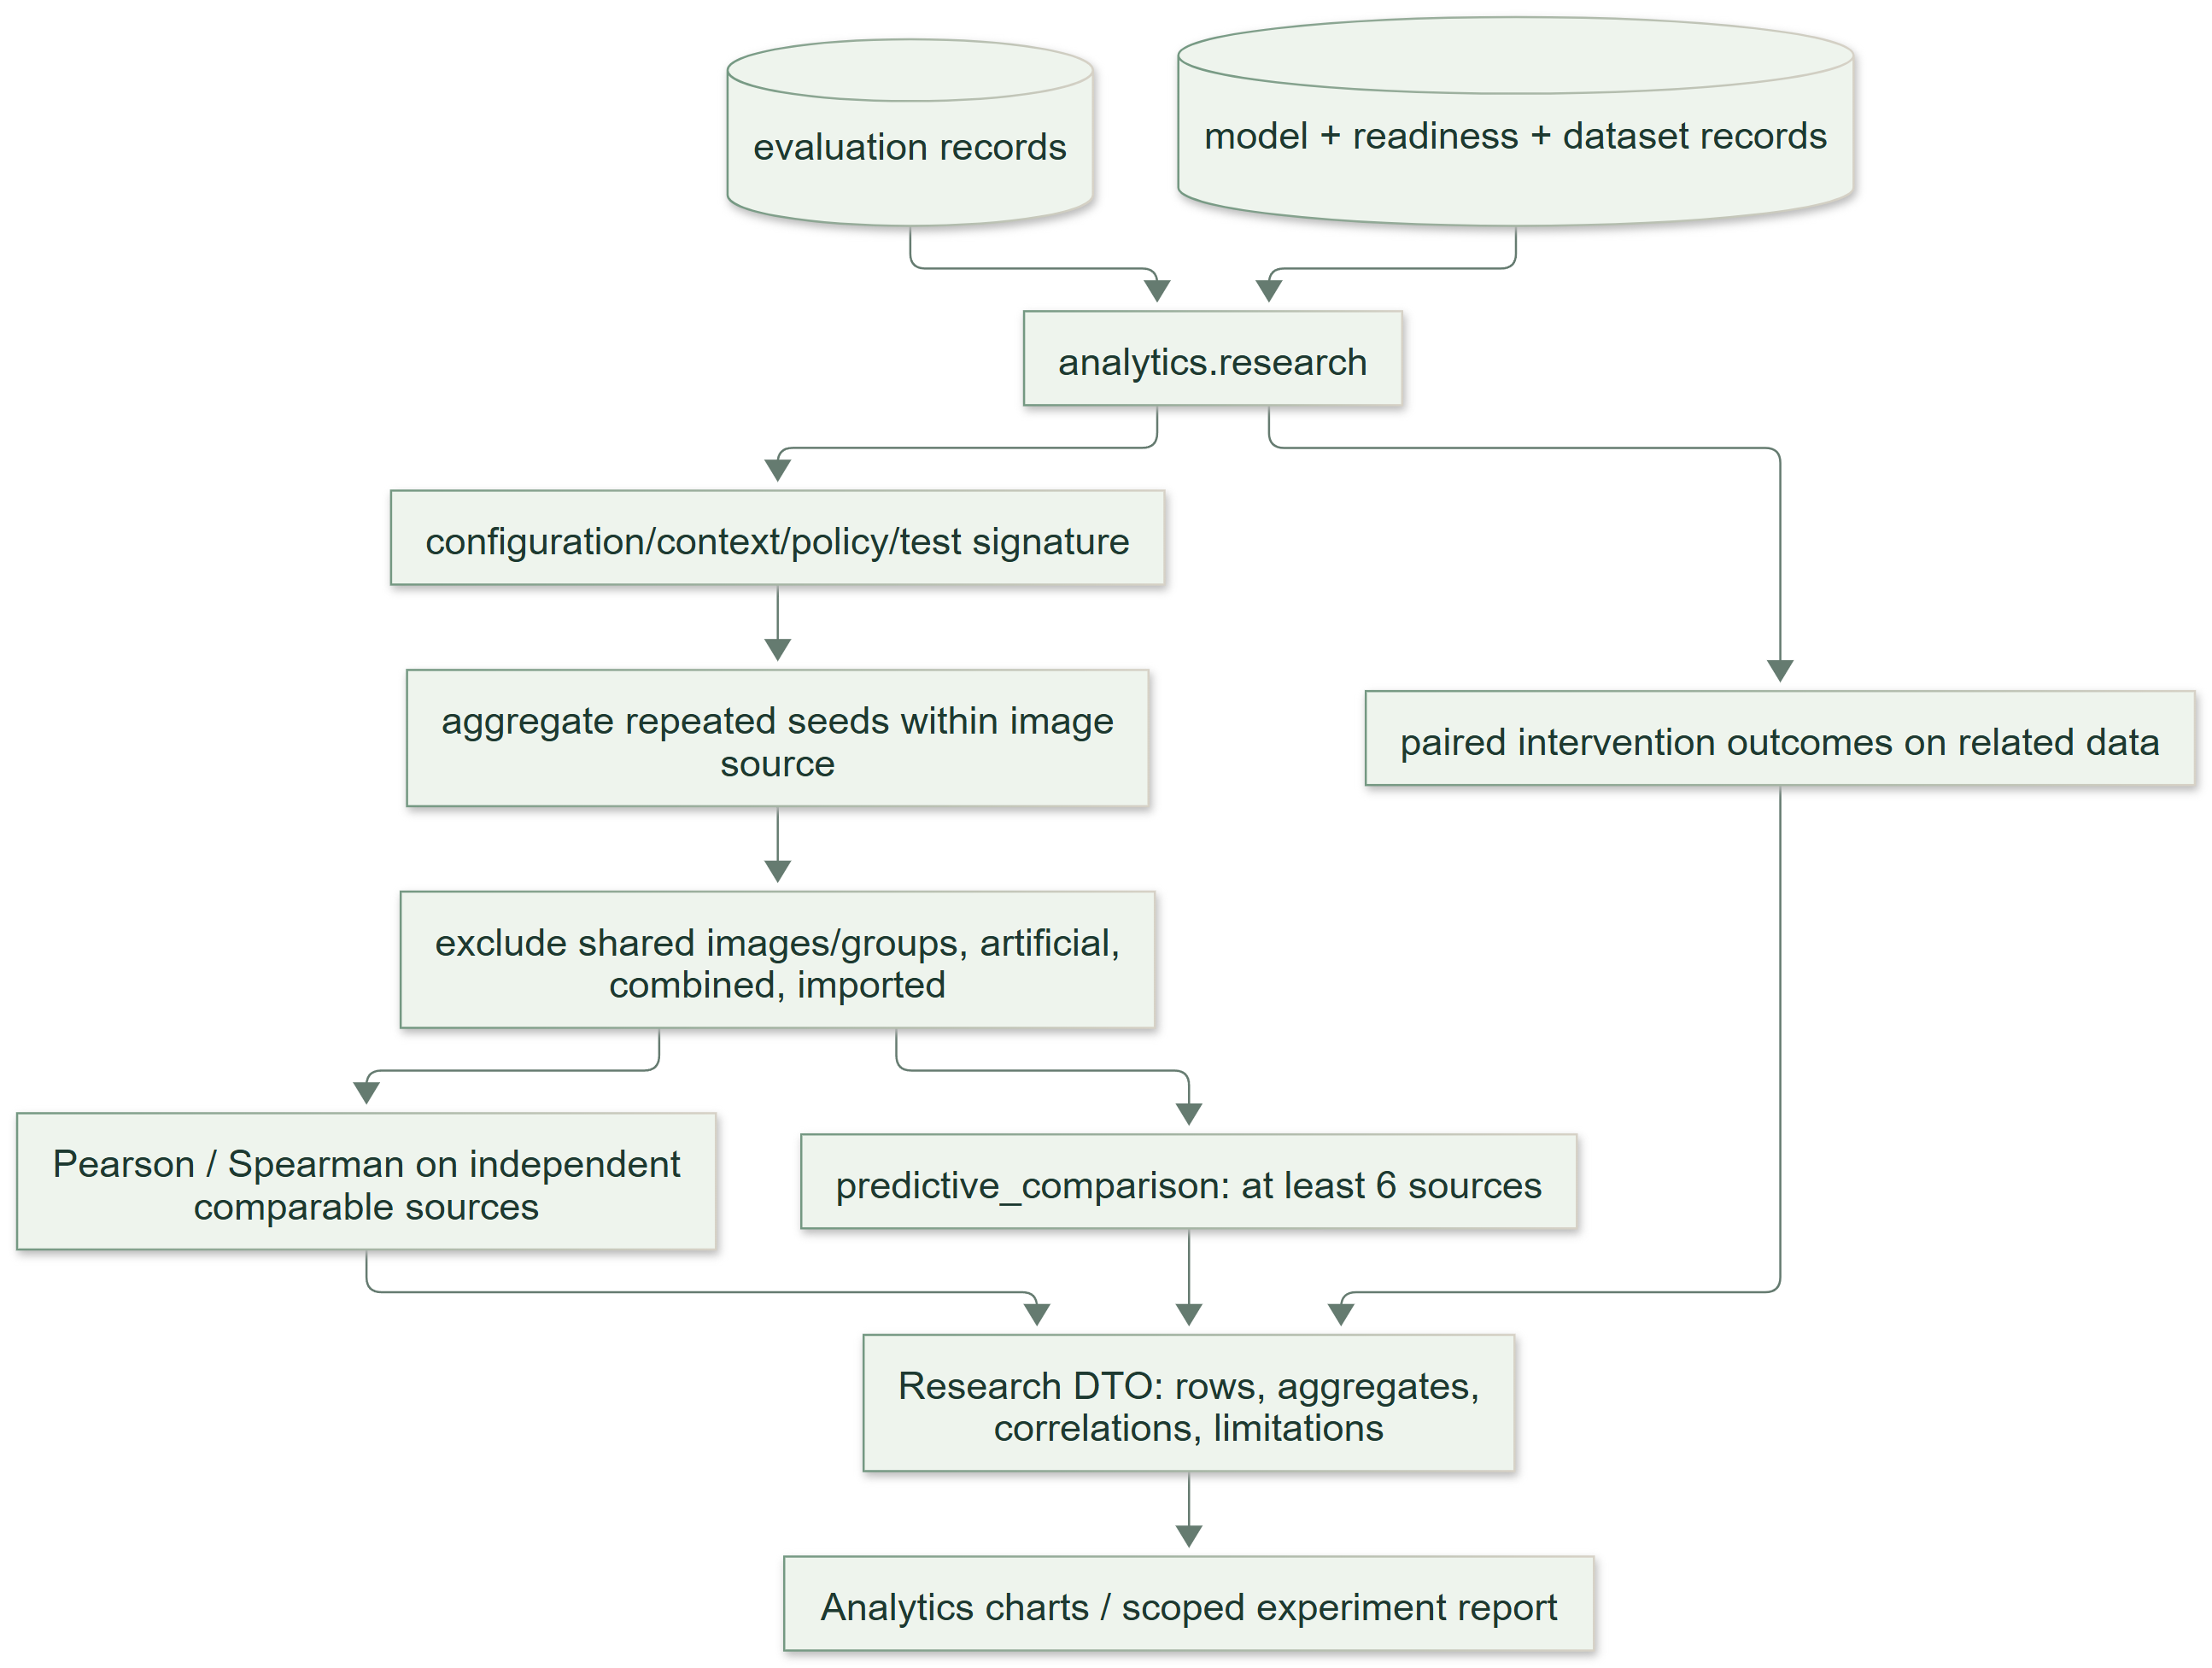 evaluation records
model + readiness + dataset records
analytics.research
configuration/context/policy/test signature
aggregate repeated seeds within image
source
paired intervention outcomes on related data
exclude shared images/groups, artificial,
combined, imported
Pearson / Spearman on independent
comparable sources
predictive_comparison: at least 6 sources
Research DTO: rows, aggregates,
correlations, limitations
Analytics charts / scoped experiment report